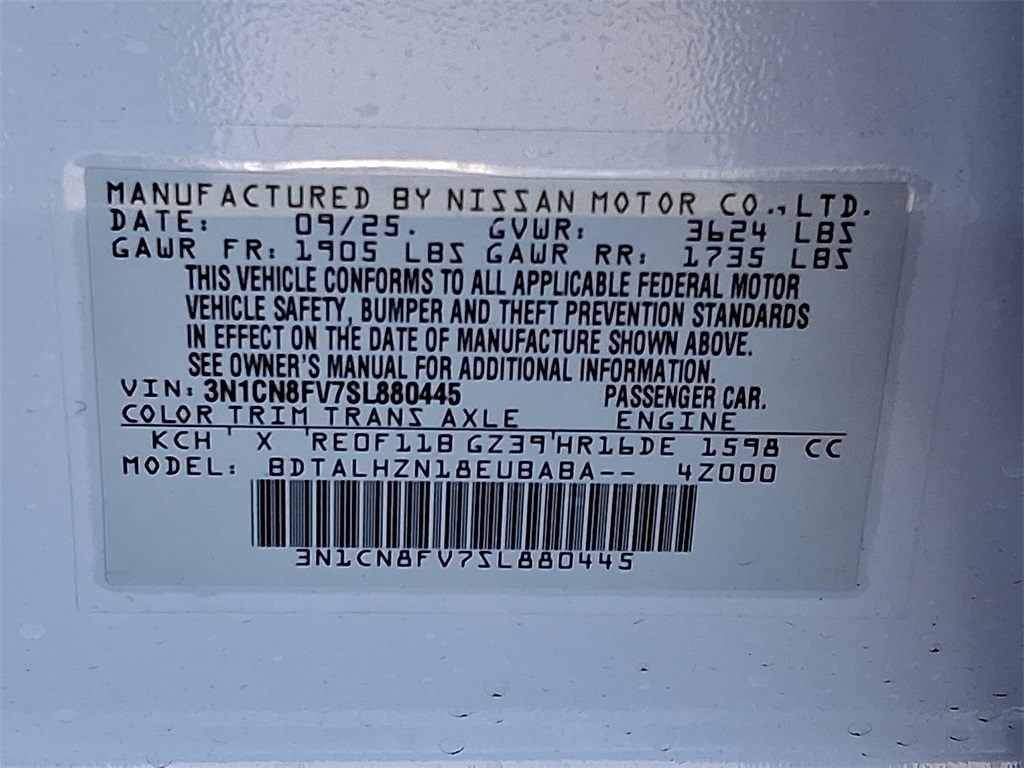 MANUFACTURED BY NISSAN MOTOR CO., LTD.
DATE: 09/25. GVWR: 3624 LBS
GAWR FR: 1905 LBS GAWR RR: 1735 LBS
THIS VEHICLE CONFORMS TO ALL APPLICABLE FEDERAL MOTOR
VEHICLE SAFETY, BUMPER AND THEFT PREVENTION STANDARDS
IN EFFECT ON THE DATE OF MANUFACTURE SHOWN ABOVE.
SEE OWNER'S MANUAL FOR ADDITIONAL INFORMATION.
VIN: 3N1CN8FV7SL880445 PASSENGER CAR.
COLOR TRIM TRANS AXLE ENGINE
KCH ' X 'RE0F11B GZ39'HR16DE 1598 CC
MODEL: BDTALHZN18EUBABA-- 4Z000
3N1CN8FV7SL880445